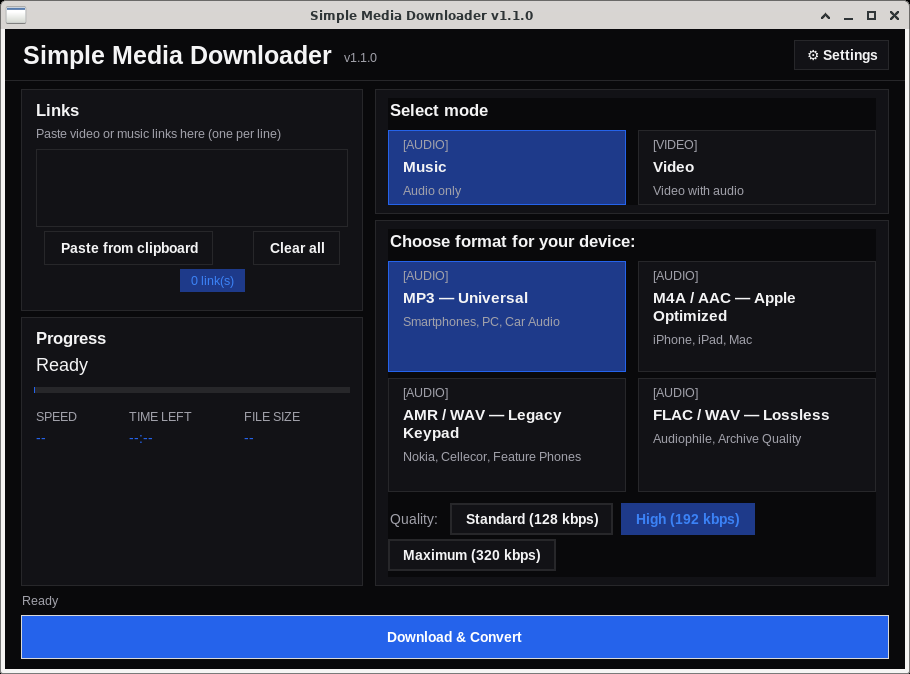 Simple Media Downloader v1.1.0
Simple Media Downloader v1.1.0
⚙ Settings
Links
Paste video or music links here (one per line)
Paste from clipboard
Clear all
0 link(s)
Progress
Ready
SPEED
TIME LEFT
FILE SIZE
--
--:--
--
Select mode
[AUDIO]
Music
Audio only
[VIDEO]
Video
Video with audio
Choose format for your device:
[AUDIO]
MP3 — Universal
Smartphones, PC, Car Audio
[AUDIO]
M4A / AAC — Apple
Optimized
iPhone, iPad, Mac
[AUDIO]
AMR / WAV — Legacy
Keypad
Nokia, Cellecor, Feature Phones
[AUDIO]
FLAC / WAV — Lossless
Audiophile, Archive Quality
Quality:
Standard (128 kbps)
High (192 kbps)
Maximum (320 kbps)
Ready
Download & Convert